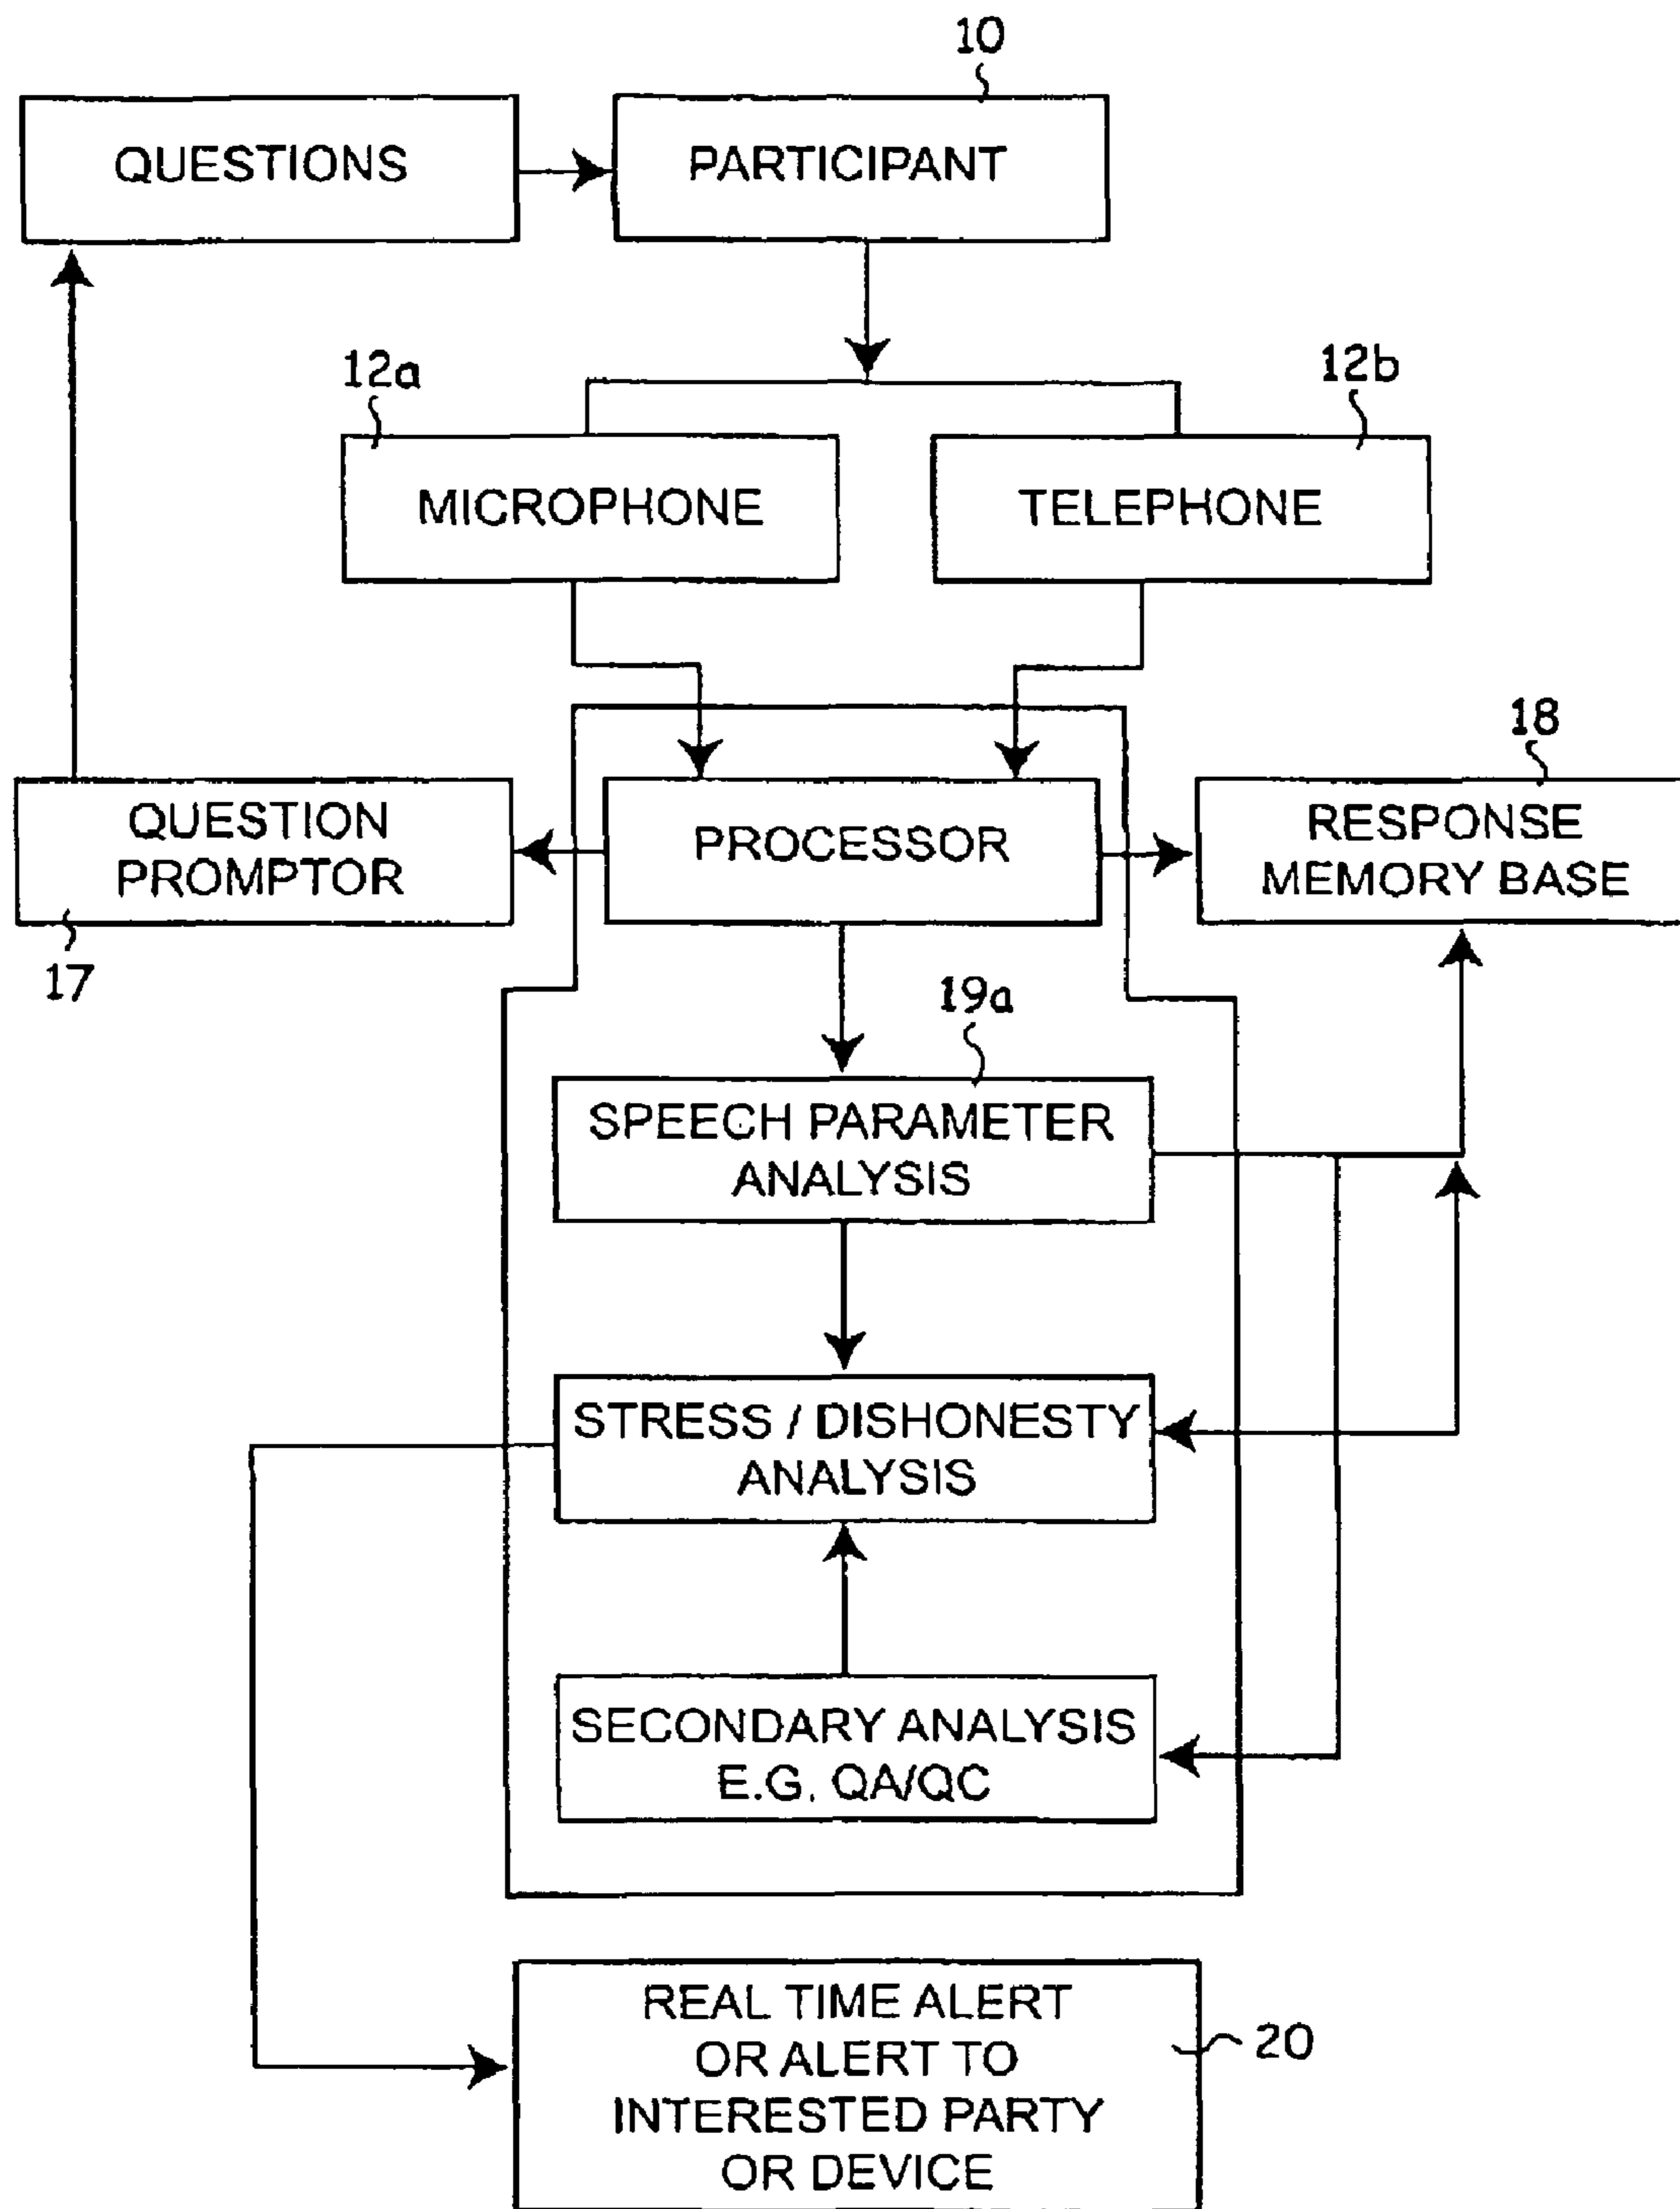 10
QUESTIONS
PARTICIPANT
12a
12b
MICROPHONE
TELEPHONE
18
QUESTION
PROMPTOR
PROCESSOR
RESPONSE
MEMORY BASE
17
19a
SPEECH PARAMETER
ANALYSIS
STRESS / DISHONESTY
ANALYSIS
SECONDARY ANALYSIS
E.G. QA/QC
REAL TIME ALERT
OR ALERT TO
INTERESTED PARTY
OR DEVICE
20